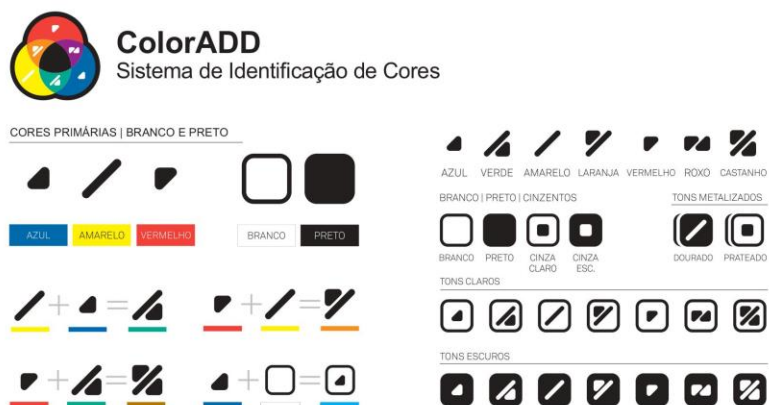 ColorADD
Sistema de Identificação de Cores
CORES PRIMÁRIAS | BRANCO E PRETO
AZUL AMARELO VERMELHO BRANCO PRETO
+ = + =
+ = + =
AZUL VERDE AMARELO LARANJA VERMELHO ROXO CASTANHO
BRANCO | PRETO | CINZENTOS TONS METALIZADOS
BRANCO PRETO CINZA CINZA DOURADO PRATEADO
CLARO ESC.
TONS CLAROS
TONS ESCUROS